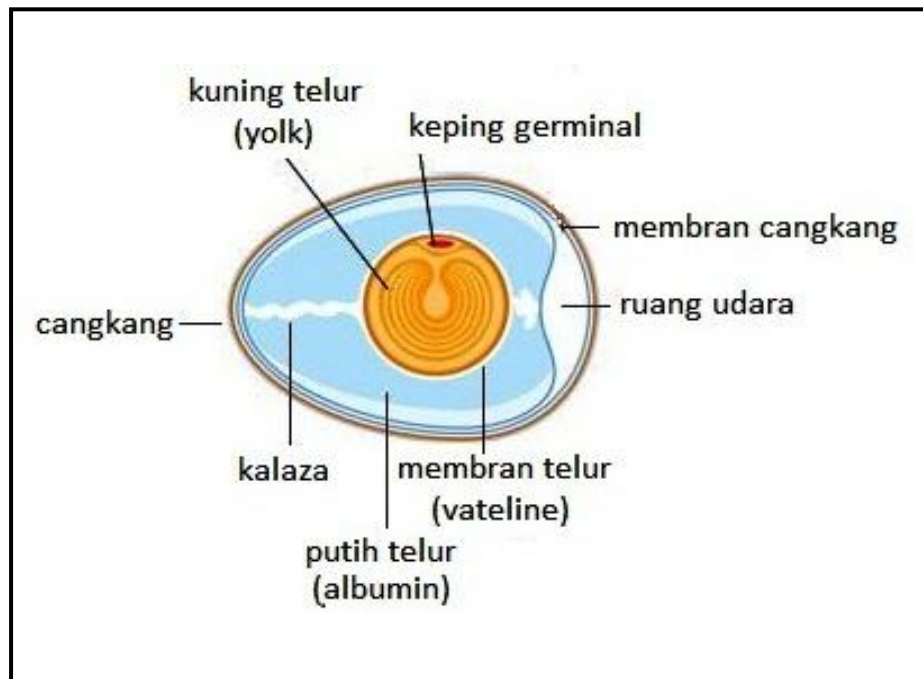 kuning telur
(yolk)
keping germinal
membran cangkang
ruang udara
cangkang
kalaza
membran telur
(vateline)
putih telur
(albumin)